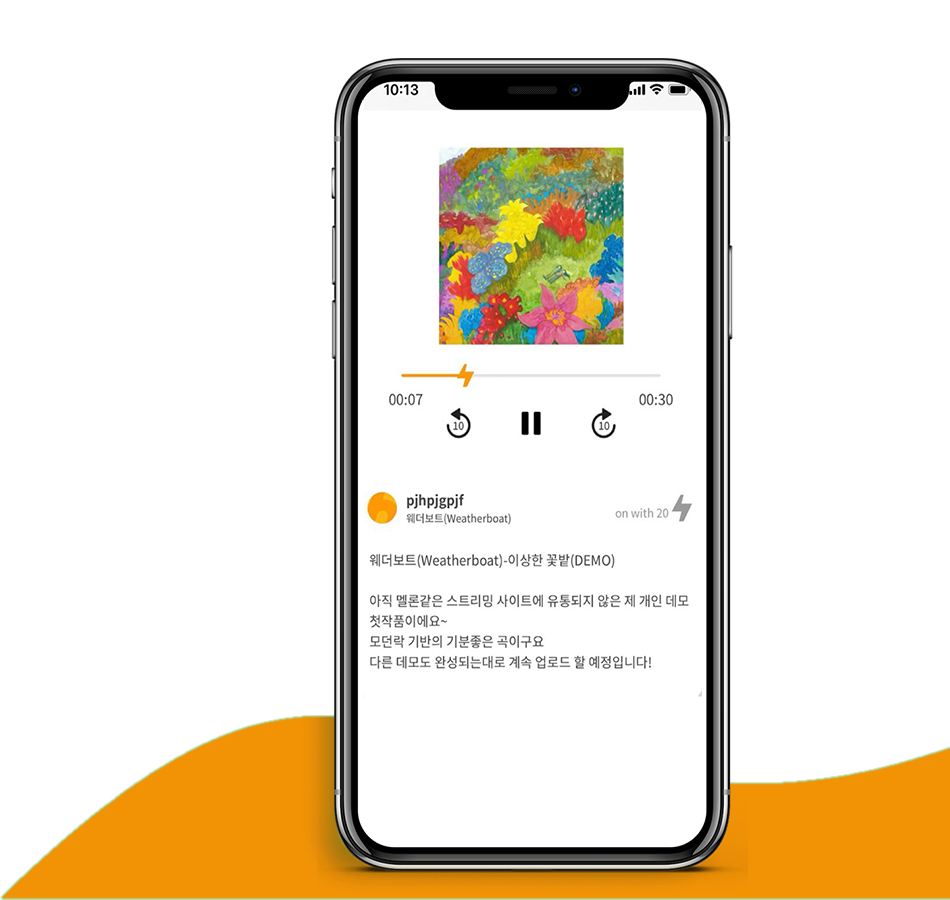 10:13
00:07
00:30
10
10
pjhpjgpjf
웨더보트(Weatherboat)
on with 20
웨더보트(Weatherboat)-이상한 꽃밭(DEMO)
아직 멜론같은 스트리밍 사이트에 유통되지 않은 제 개인 데모
첫작품이에요~
모던락 기반의 기분좋은 곡이구요
다른 데모도 완성되는대로 계속 업로드 할 예정입니다!